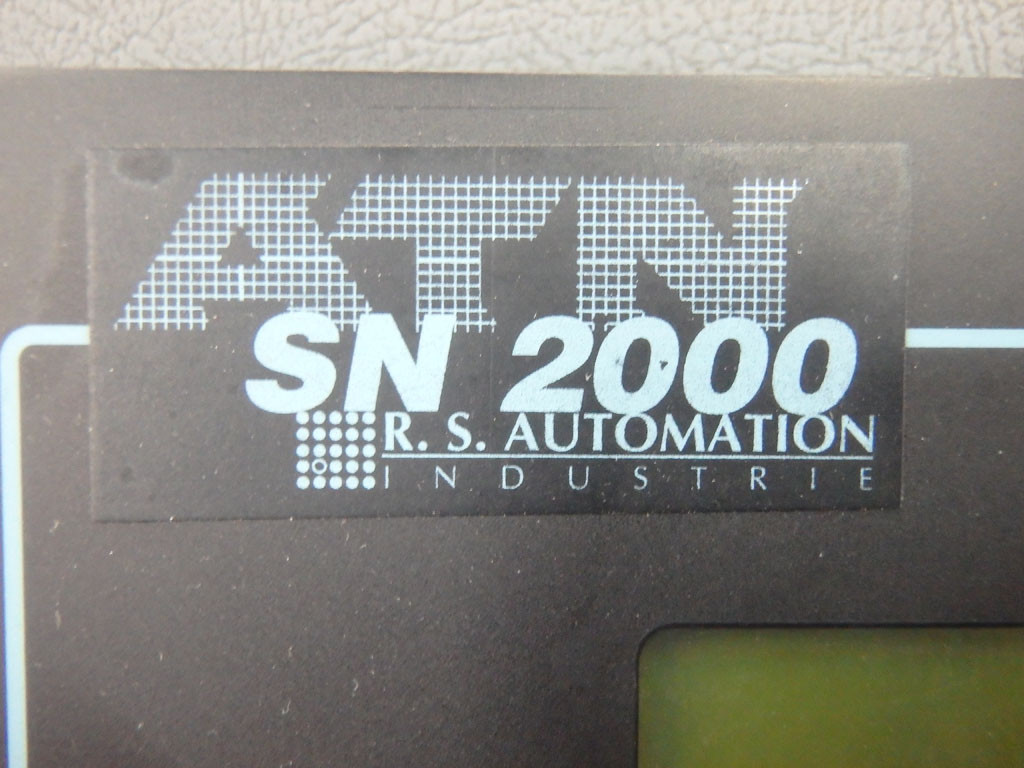 ATN
SN 2000
R. S. AUTOMATION
INDUSTRIE